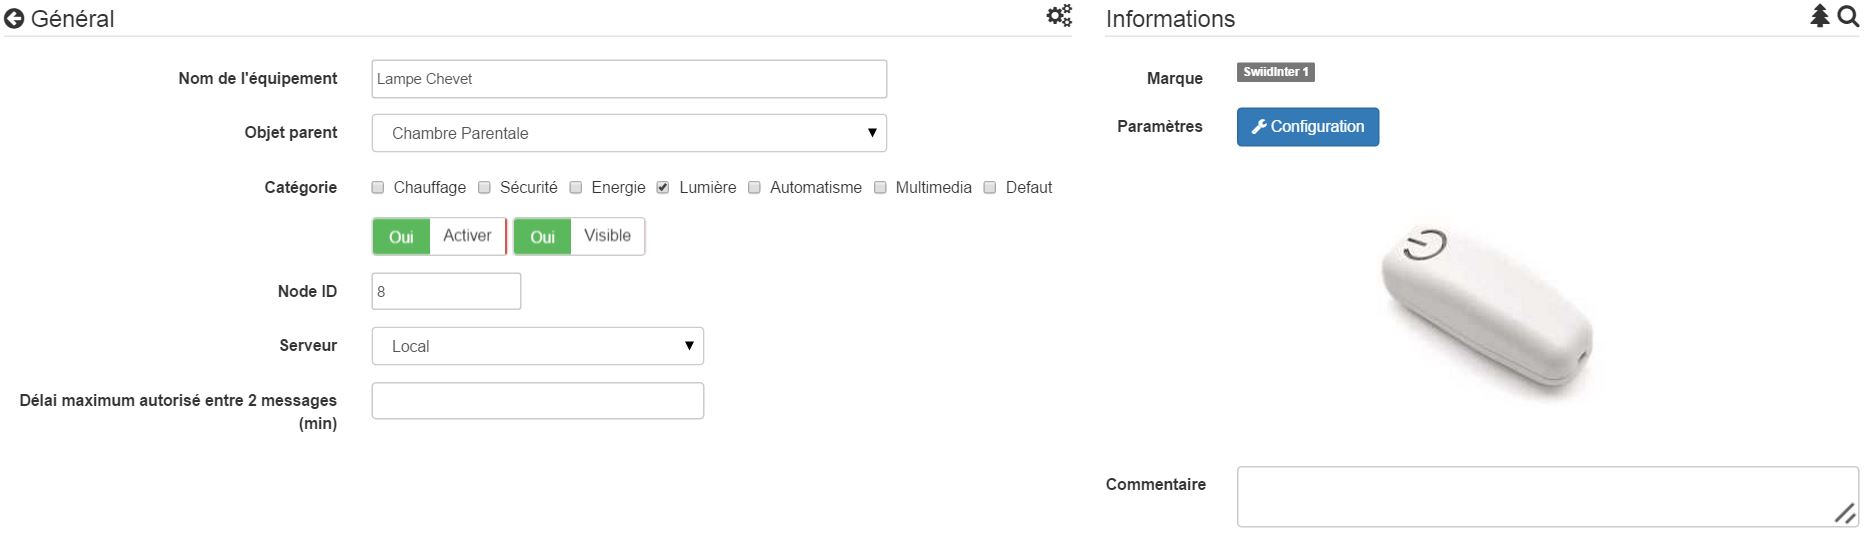 Général
Nom de l'équipement
Lampe Chevet
Objet parent
Chambre Parentale
Catégorie
Chauffage Sécurité Energie Lumière Automatisme Multimedia Defaut
Oui Activer Oui Visible
Node ID
8
Serveur
Local
Délai maximum autorisé entre 2 messages
(min)
Informations
Marque
SwiidInter 1
Paramètres
Configuration
Commentaire